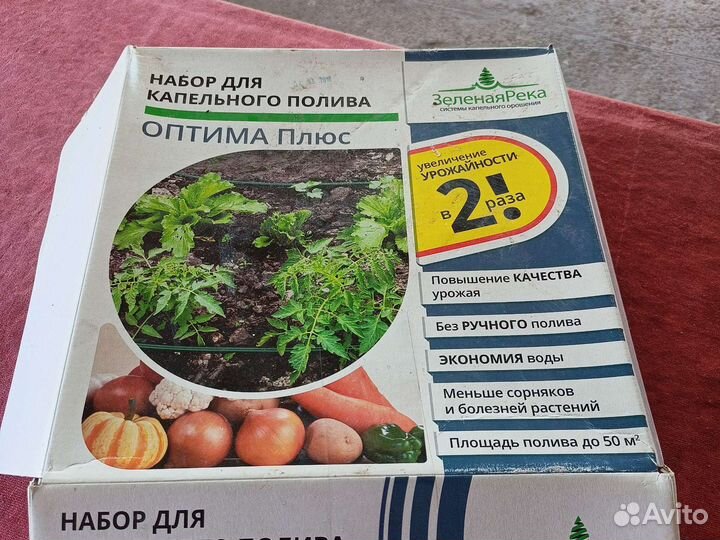 НАБОР ДЛЯ
КАПЕЛЬНОГО ПОЛИВА
ОПТИМА Плюс
ЗеленаяРека
системы капельного орошения
увеличение
УРОЖАЙНОСТИ
в 2! раза
Повышение КАЧЕСТВА
урожая
Без РУЧНОГО полива
ЭКОНОМИЯ воды
Меньше сорняков
и болезней растений
Площадь полива до 50 м²
НАБОР ДЛЯ
ПОЛИВА
Avito